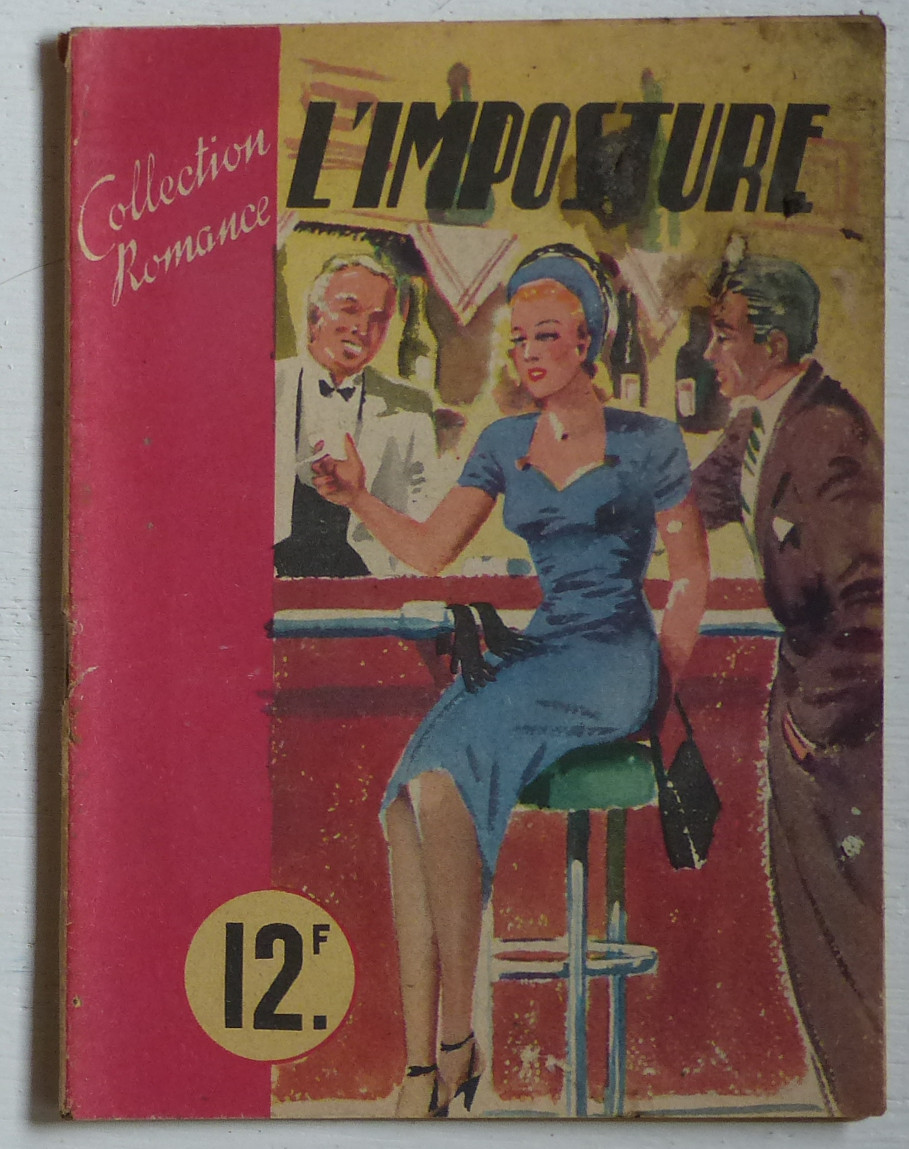 L'IMPOSTURE
Collection
Romance
12F.